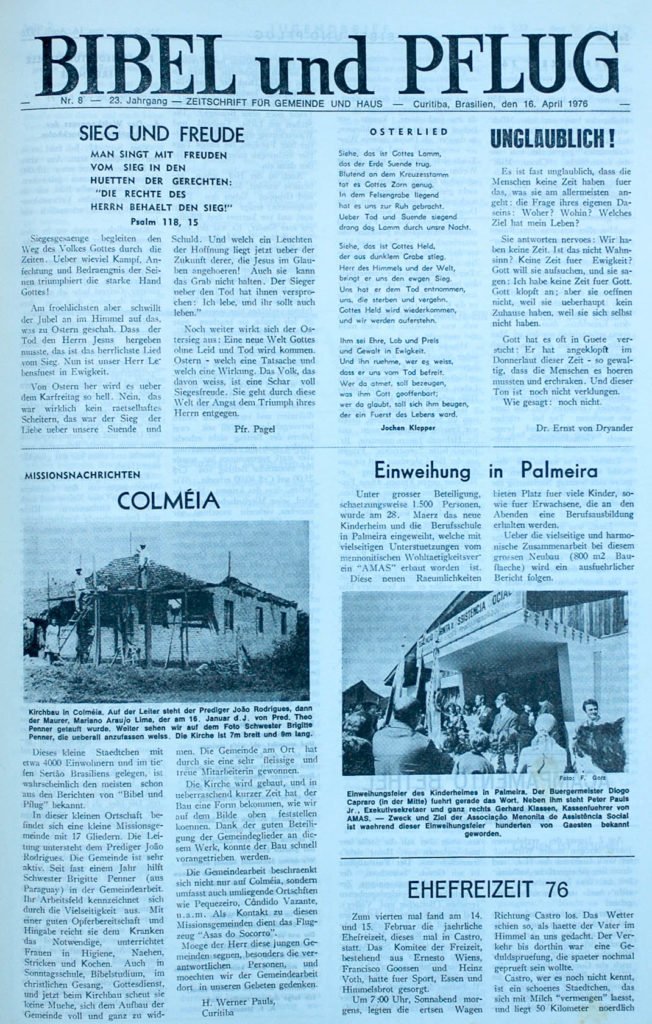 BIBEL und PFLUG
Nr. 8 — 23. Jahrgang — ZEITSCHRIFT FÜR GEMEINDE UND HAUS — Curitiba, Brasilien, den 16. April 1976
SIEG UND FREUDE
MAN SINGT MIT FREUDEN
VOM SIEG IN DEN
HUETTEN DER GERECHTEN:
"DIE RECHTE DES
HERRN BEHAELT DEN SIEG!"
Psalm 118, 15
Siegesgesaenge begleiten den
Weg des Volkes Gottes durch die
Zeiten. Ueber wieviel Kampf, An-
fechtung und Bedraengnis der Sei-
nen triumphiert die starke Hand
Gottes!
Am froehlichsten aber schwillt
der Jubel an im Himmel auf das,
was zu Ostern geschah. Dass der
Tod den Herrn Jesus hergeben
musste, das ist das herrlichste Lied
vom Sieg. Nun ist unser Herr Le-
bensfuest in Ewigkeit.
Von Ostern her wird es ueber
dem Karfreitag so hell. Nein, das
war wirklich kein raetselhaftes
Scheitern, das war der Sieg der
Liebe ueber unsere Suende und
Schuld. Und welch ein Leuchten
der Hoffnung liegt jetzt ueber der
Zukunft derer, die Jesus im Glau-
ben angehoeren! Auch sie kann
das Grab nicht halten. Der Sieger
ueber den Tod hat ihnen verspro-
chen: Ich lebe, und ihr sollt auch
leben."
Noch weiter wirkt sich der Os-
tersieg aus: Eine neue Welt Gottes
ohne Leid und Tod wird kommen.
Ostern - welch eine Tatsache und
welch eine Wirkung. Das Volk, das
davon weiss, ist eine Schar voll
Siegesfreude. Sie geht durch diese
Welt der Angst dem Triumph ihres
Herrn entgegen.
Pfr. Pagel
OSTERLIED
Siehe, das ist Gottes Lamm,
das der Erde Suende trug.
Blutend an dem Kreuzesstamm
tat es Gottes Zorn genug.
In dem Felsengrabe liegend
hat es uns zur Ruh gebracht.
Ueber Tod und Suende siegend
drang das Lamm durch unsre Nacht.
Siehe, das ist Gottes Held,
der aus dunklem Grabe stieg.
Herr des Himmels und der Welt,
bringt er uns den ewgen Sieg.
Uns hat er dem Tod entnommen,
uns, die sterben und vergehn.
Gottes Held wird wiederkommen,
und wir werden auferstehn.
Ihm sei Ehre, Lob und Preis
und Gewalt in Ewigkeit.
Und ihn ruehme, wer es weiss,
dass er uns vom Tod befreit.
Wer da atmet, soll bezeugen,
was ihm Gott geoffenbart;
wer da glaubt, soll sich ihm beugen,
der ein Fuerst des Lebens ward.
Jochen Klepper
UNGLAUBLICH!
Es ist fast unglaublich, dass die
Menschen keine Zeit haben fuer
das, was sie am allermeisten an-
geht: die Frage ihres eigenen Da-
seins: Woher? Wohin? Welches
Ziel hat mein Leben?
Sie antworten nervoes: Wir ha-
ben keine Zeit. Ist das nicht Wahn-
sinn? Keine Zeit fuer Ewigkeit?
Gott will sie aufsuchen, und sie sa-
gen: Ich habe keine Zeit fuer Gott.
Gott klopft an; aber sie oeffnen
nicht, weil sie ueberhaupt kein
Zuhause haben, weil sie sich selbst
nicht haben.
Gott hat es oft in Guete ver-
sucht: Er hat angeklopft im
Donnerlaut dieser Zeit - so gewal-
tig, dass die Menschen es hoeren
mussten und erchraken. Und dieser
Ton ist noch nicht verklungen.
Wie gesagt: noch nicht.
Dr. Ernst von Dryander
MISSIONSNACHRICHTEN
COLMÉIA
Kirchbau in Colméia. Auf der Leiter steht der Prediger João Rodrigues, dann
der Maurer, Mariano Araujo Lime, der am 16. Januar d.J. von Pred. Theo
Penner getauft wurde. Weiter sehen wir auf dem Foto Schwester Brigitte
Penner, die ueberall anzufassen weiss. Die Kirche ist 7m breit und 9m lang.
Dieses kleine Staedtchen mit
etwa 4000 Einwohnern und im tie-
fen Sertão Brasiliens gelegen, ist
wahrscheinlich den meisten schon
aus den Berichten von "Bibel und
Pflug" bekannt.
In dieser kleinen Ortschaft be-
findet sich eine kleine Missionsge-
meinde mit 17 Gliedern. Die Lei-
tung untersteht dem Prediger João
Rodrigues. Die Gemeinde ist sehr
aktiv. Seit fast einem Jahr hilft
Schwester Brigitte Penner (aus
Paraguay) in der Gemeindearbeit.
Ihr Arbeitsfeld kennzeichnet sich
durch die Vielseitigkeit aus. Mit
einer guten Opferbereitschaft und
Hingabe reicht sie dem Kranken
das Notwendige, unterrichtet
Frauen in Higiene, Naehen,
Stricken und Kochen. Auch in
Sonntagsschule, Bibelstudium, im
christlichen Gesang, Gottesdienst,
und jetzt beim Kirchbau scheut sie
keine Muehe, sich dem Aufbau der
Gemeinde voll und ganz zu wid-
men. Die Gemeinde am Ort hat
durch sie eine sehr fleissige und
treue Mitarbeiterin gewonnen.
Die Kirche wird gebaut, und in
ueberraschend kurzer Zeit hat der
Bau eine Form bekommen, wie wir
auf dem Bilde oben feststellen
koennen. Dank der guten Beteili-
gung der Gemeindeglieder an die-
sem Werk, konnte der Bau schnell
vorangetrieben werden.
Die Gemeindearbeit beschraenkt
sich nicht nur auf Colméia, sondern
umfasst auch umliegende Ortschften
wie Pequezeiro, Cândido Vazante,
u.a.m. Als Kontakt zu diesen
Missionsgemeinden dient das Flug-
zeug "Asas do Socorro".
Moege der Herr diese jungen Ge-
meinden segnen, besonders die ver-
antwortlichen Personen, und
moechten wir der Gemeindearbeit
dort in unseren Gebeten gedenken.
H. Werner Pauls,
Curitiba
Einweihung in Palmeira
Unter grosser Beteiligung,
schaetzungsweise 1.500 Personen,
wurde am 28. Maerz das neue
Kinderheim und die Berufsschule
in Palmeira eingeweiht, welche mit
vielseitigen Unterstuetzungen vom
mennonitischen Wohltaetigkeitsver-
ein "AMAS" erbaut worden ist.
Diese neuen Raeumlichkeiten
bieten Platz fuer viele Kinder, so-
wie fuer Erwachsene, die an den
Abenden eine Berufsausbildung
erhalten werden.
Ueber die vielseitige und harmo-
nische Zusammenarbeit bei diesem
grossen Neubau (800 m2 Bau-
flaeche) wird ein ausfuehrlicher
Bericht folgen.
ASSISTENCIA SOCIAL
Foto: F. Gorz
Einweihungsfeier des Kinderheimes in Palmeira. Der Buergermeister Diogo
Capraro (in der Mitte) fuehrt gerade das Wort. Neben ihm steht Peter Pauls
Jr., Exekutivsekretaer und ganz rechts Gerhard Klassen, Kassenfuehrer von
AMAS. — Zweck und Ziel der Associação Menonita de Assistência Social
ist waehrend dieser Einweihungsfeier hunderten von Gaesten bekannt
geworden.
EHEFREIZEIT 76
Zum vierten mal fand am 14.
und 15. Februar die jaehrliche
Ehefreizeit, dieses mal in Castro,
statt. Das Komitee der Freizeit,
bestehend aus Ernesto Wiens,
Francisco Goossen und Heinz
Voth, hatte fuer Sport, Essen und
Himmelsbrot gesorgt.
Um 7:00 Uhr, Sonnabend mor-
gens, legten die ertsen Wagen
Richtung Castro los. Das Wetter
schien so, als haette der Vater im
Himmel an uns gedacht. Der Ver-
kehr bis dorthin war eine Ge-
duldspruefung, die spaeter nochmal
geprueft sein wollte.
Castro, wer es noch nicht kennt,
ist ein schoenes Staedtchen, das
sich mit Milch "vermengen" laesst,
und liegt 50 Kilometer noerdlich